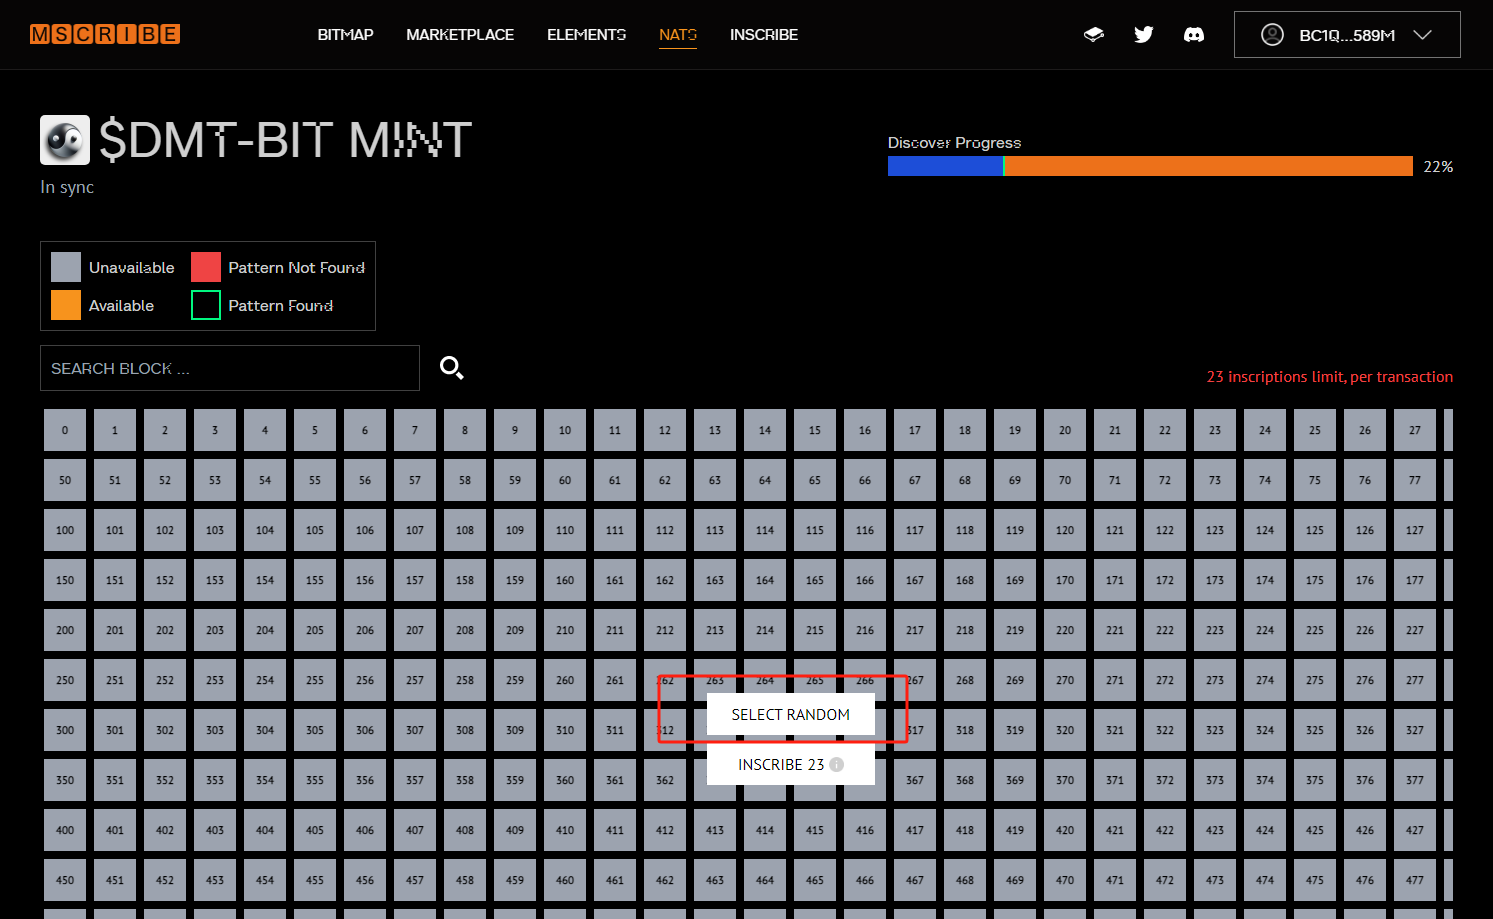 MSCRIBE
BITMAP MARKETPLACE ELEMENTS NATS INSCRIBE
BC1Q...589M
$DMT-BIT MINT
In sync
Discover Progress
22%
Unavailable Pattern Not Found
Available Pattern Found
SEARCH BLOCK ...
23 inscriptions limit, per transaction
0 1 2 3 4 5 6 7 8 9 10 11 12 13 14 15 16 17 18 19 20 21 22 23 24 25 26 27
50 51 52 53 54 55 56 57 58 59 60 61 62 63 64 65 66 67 68 69 70 71 72 73 74 75 76 77
100 101 102 103 104 105 106 107 108 109 110 111 112 113 114 115 116 117 118 119 120 121 122 123 124 125 126 127
150 151 152 153 154 155 156 157 158 159 160 161 162 163 164 165 166 167 168 169 170 171 172 173 174 175 176 177
200 201 202 203 204 205 206 207 208 209 210 211 212 213 214 215 216 217 218 219 220 221 222 223 224 225 226 227
250 251 252 253 254 255 256 257 258 259 260 261 262 263 264 265 266 267 268 269 270 271 272 273 274 275 276 277
SELECT RANDOM
300 301 302 303 304 305 306 307 308 309 310 311 312 317 318 319 320 321 322 323 324 325 326 327
INSCRIBE 23
350 351 352 353 354 355 356 357 358 359 360 361 362 367 368 369 370 371 372 373 374 375 376 377
400 401 402 403 404 405 406 407 408 409 410 411 412 413 414 415 416 417 418 419 420 421 422 423 424 425 426 427
450 451 452 453 454 455 456 457 458 459 460 461 462 463 464 465 466 467 468 469 470 471 472 473 474 475 476 477